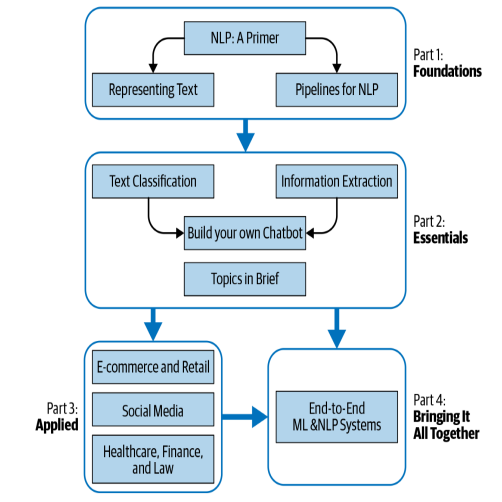 NLP: A Primer
Representing Text
Pipelines for NLP
Part 1:
Foundations
Text Classification
Information Extraction
Build your own Chatbot
Topics in Brief
Part 2:
Essentials
Part 3:
Applied
E-commerce and Retail
Social Media
Healthcare, Finance,
and Law
End-to-End
ML &NLP Systems
Part 4:
Bringing It
All Together